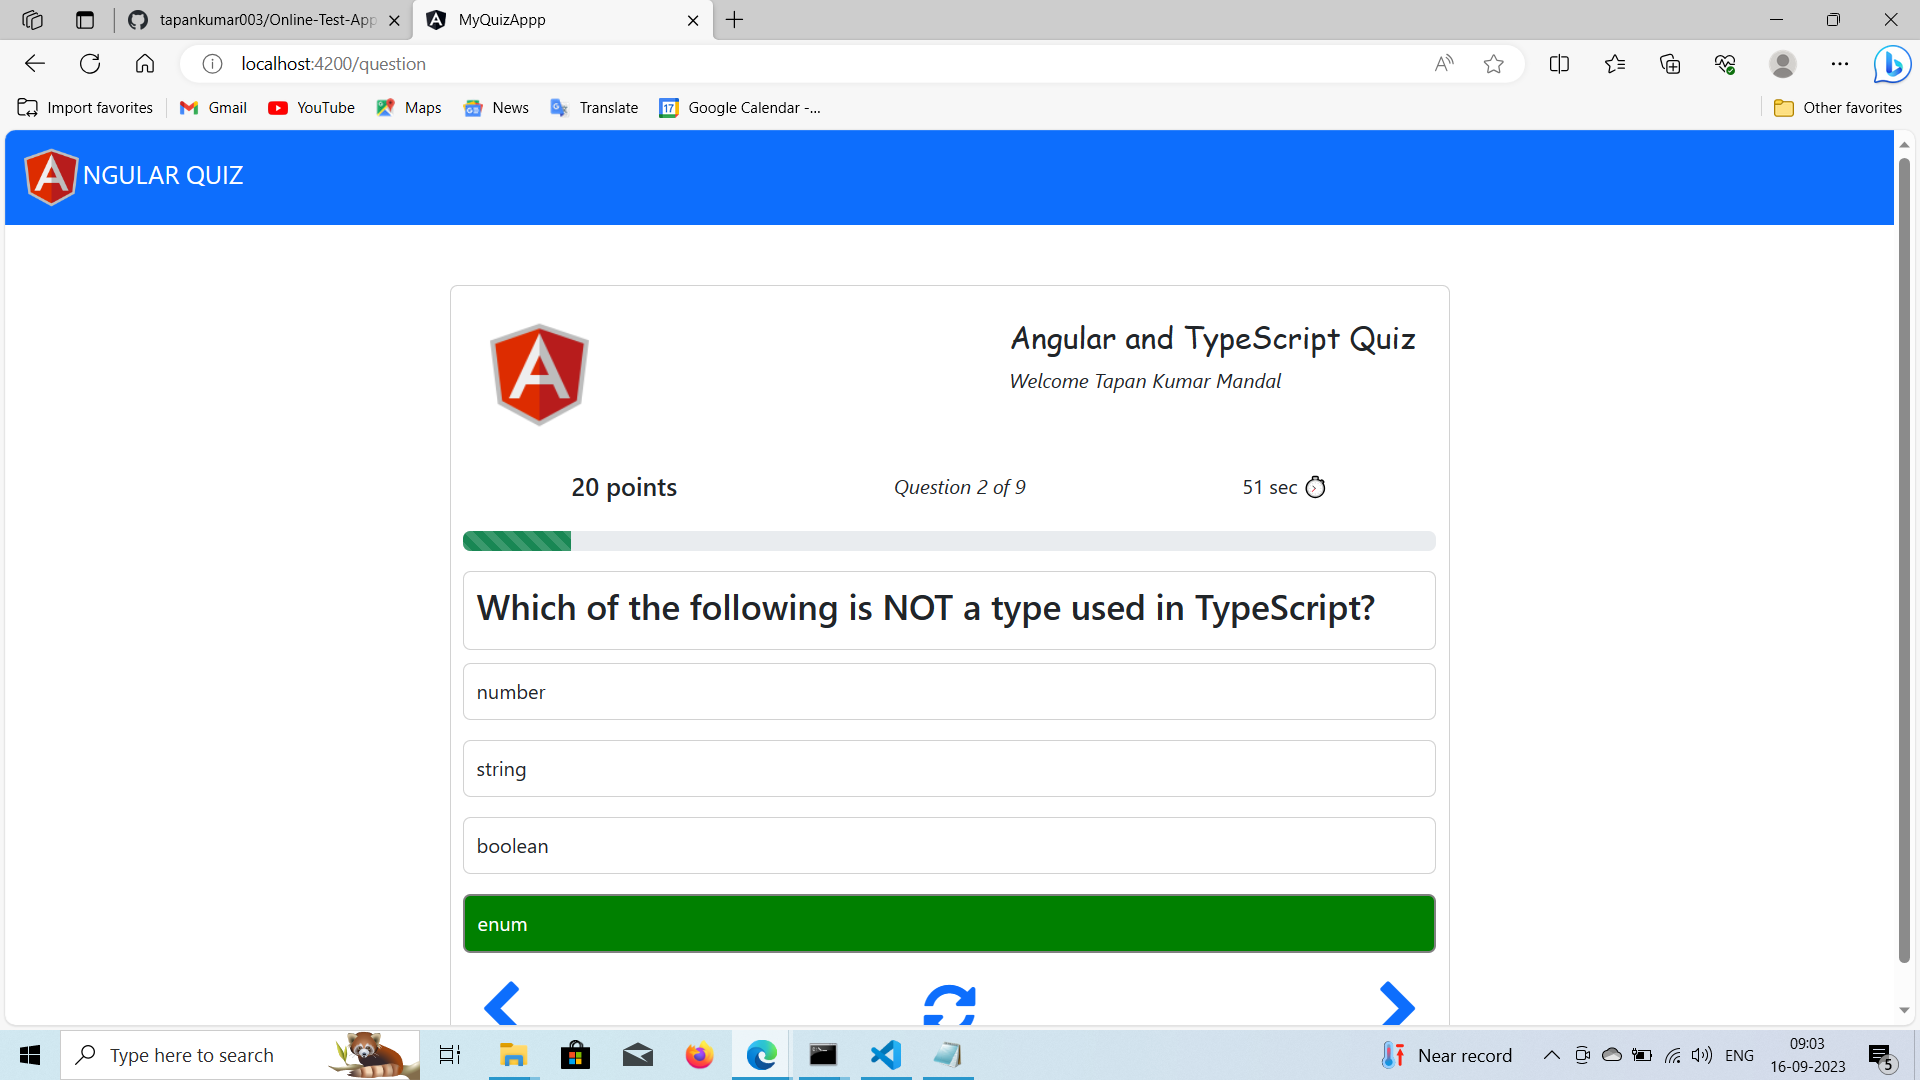 tapankumar003/Online-Test-App
MyQuizAppp
localhost:4200/question
Import favorites
Gmail
YouTube
Maps
News
Translate
17
Google Calendar -...
Other favorites
NGULAR QUIZ
Angular and TypeScript Quiz
Welcome Tapan Kumar Mandal
20 points
Question 2 of 9
51 sec
Which of the following is NOT a type used in TypeScript?
number
string
boolean
enum
Type here to search
Near record
ENG
09:03
16-09-2023
5